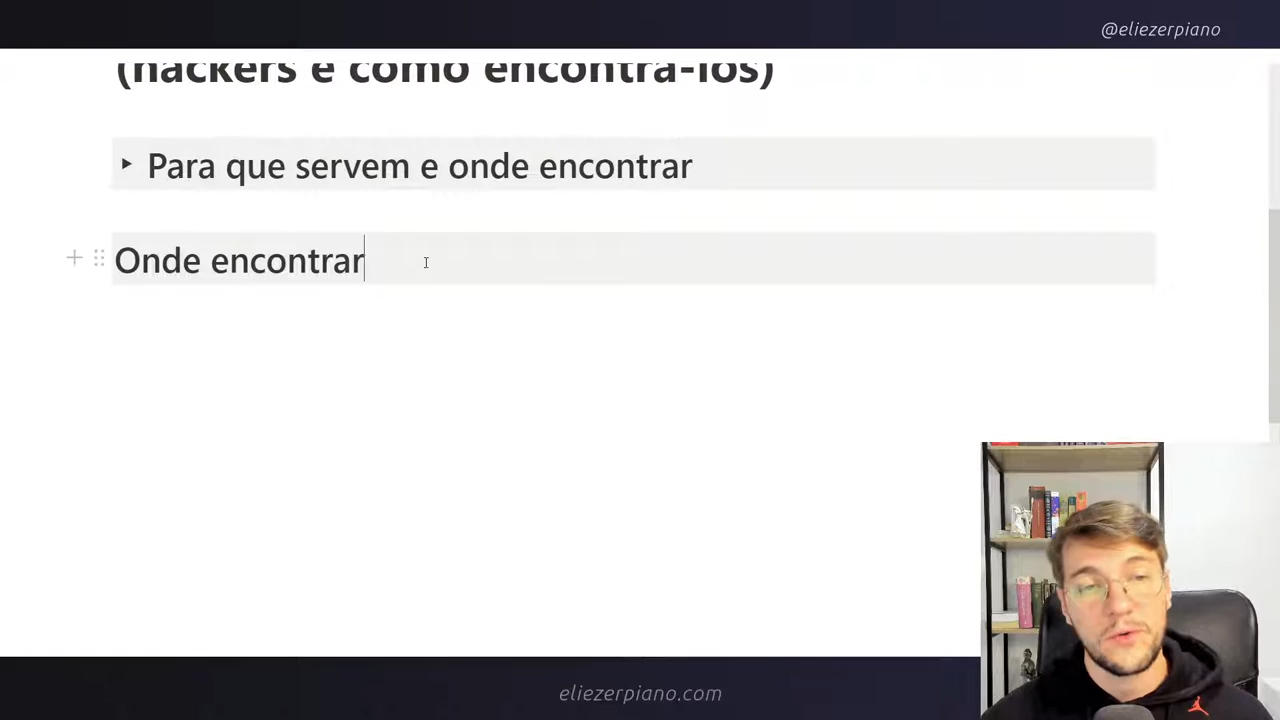 @eliezerpiano
(hackers e como encontrá-los)
Para que servem e onde encontrar
Onde encontrar
eliezerpiano.com